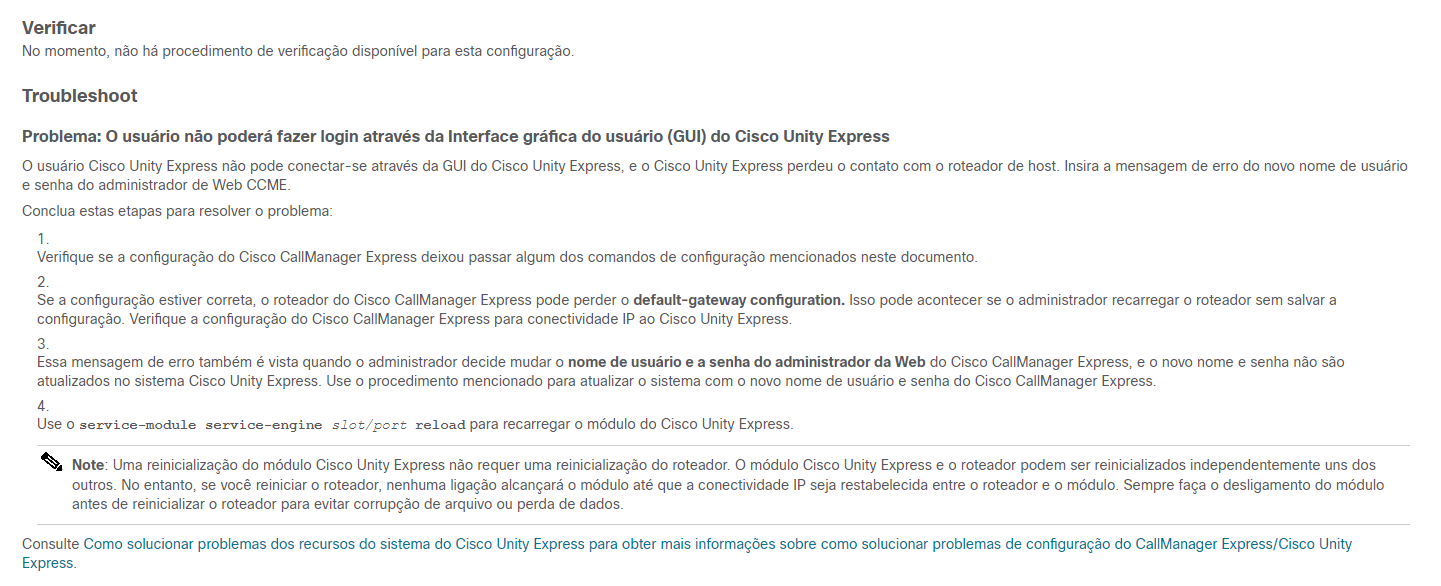 Verificar
No momento, não há procedimento de verificação disponível para esta configuração.
Troubleshoot
Problema: O usuário não poderá fazer login através da Interface gráfica do usuário (GUI) do Cisco Unity Express
O usuário Cisco Unity Express não pode conectar-se através da GUI do Cisco Unity Express, e o Cisco Unity Express perdeu o contato com o roteador de host. Insira a mensagem de erro do novo nome de usuário
e senha do administrador de Web CCME.
Conclua estas etapas para resolver o problema:
1.
Verifique se a configuração do Cisco CallManager Express deixou passar algum dos comandos de configuração mencionados neste documento.
2.
Se a configuração estiver correta, o roteador do Cisco CallManager Express pode perder o default-gateway configuration. Isso pode acontecer se o administrador recarregar o roteador sem salvar a
configuração. Verifique a configuração do Cisco CallManager Express para conectividade IP ao Cisco Unity Express.
3.
Essa mensagem de erro também é vista quando o administrador decide mudar o nome de usuário e a senha do administrador da Web do Cisco CallManager Express, e o novo nome e senha não são
atualizados no sistema Cisco Unity Express. Use o procedimento mencionado para atualizar o sistema com o novo nome de usuário e senha do Cisco CallManager Express.
4.
Use o service-module service-engine slot/port reload para recarregar o módulo do Cisco Unity Express.
Note: Uma reinicialização do módulo Cisco Unity Express não requer uma reinicialização do roteador. O módulo Cisco Unity Express e o roteador podem ser reinicializados independentemente uns dos
outros. No entanto, se você reiniciar o roteador, nenhuma ligação alcançará o módulo até que a conectividade IP seja restabelecida entre o roteador e o módulo. Sempre faça o desligamento do módulo
antes de reinicializar o roteador para evitar corrupção de arquivo ou perda de dados.
Consulte Como solucionar problemas dos recursos do sistema do Cisco Unity Express para obter mais informações sobre como solucionar problemas de configuração do CallManager Express/Cisco Unity
Express.